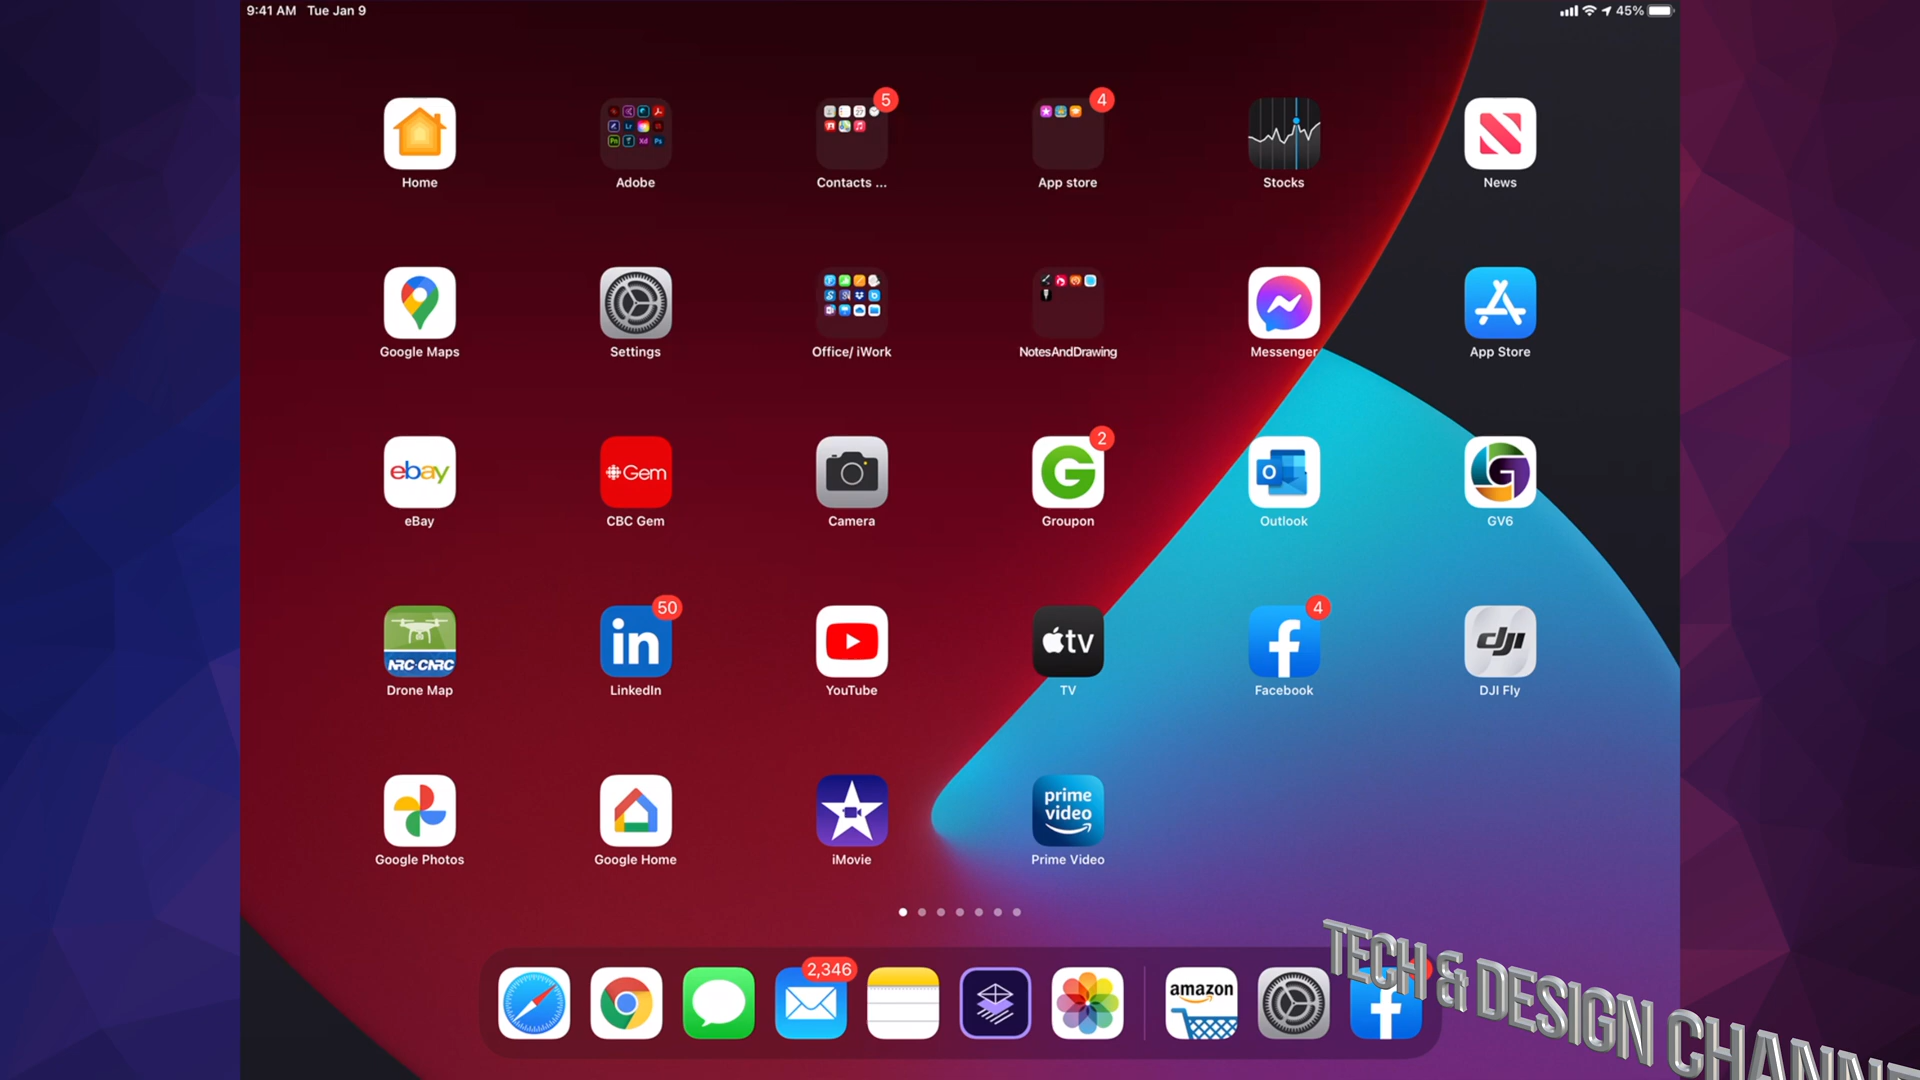 9:41 AM Tue Jan 9
45%
5
4
Home
Adobe
Contacts ...
App store
Stocks
News
Google Maps
Settings
Office/ iWork
NotesAndDrawing
Messenger
App Store
ebay
Gem
2
eBay
CBC Gem
Camera
Groupon
Outlook
GV6
NRC·CNRC
50
in
tv
4
dji
Drone Map
LinkedIn
YouTube
TV
Facebook
DJI Fly
prime
video
Google Photos
Google Home
iMovie
Prime Video
2,346
amazon
TECH & DESIGN CHANNE